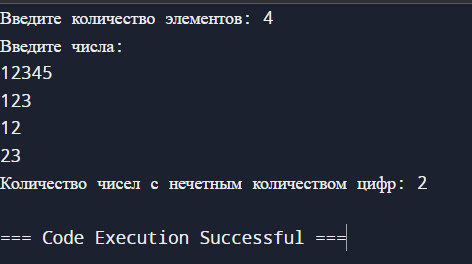 Введите количество элементов: 4
Введите числа:
12345
123
12
23
Количество чисел с нечетным количеством цифр: 2
=== Code Execution Successful ===